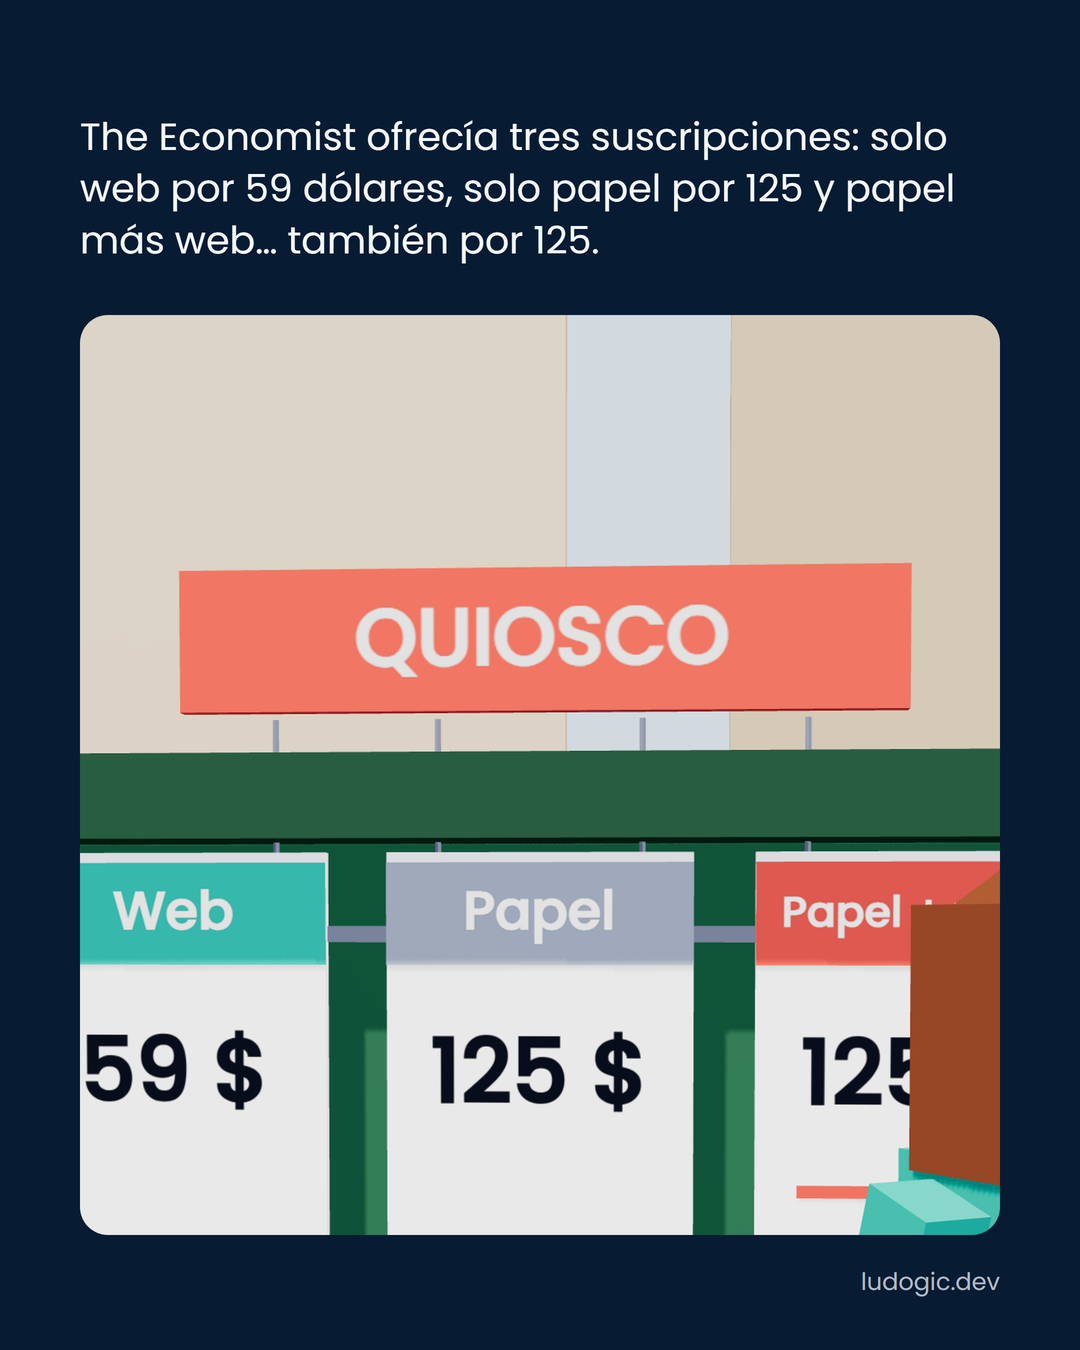 The Economist ofrecía tres suscripciones: solo
web por 59 dólares, solo papel por 125 y papel
más web... también por 125.
QUIOSCO
Web
Papel
Papel
59 $
125 $
125
ludogic.dev